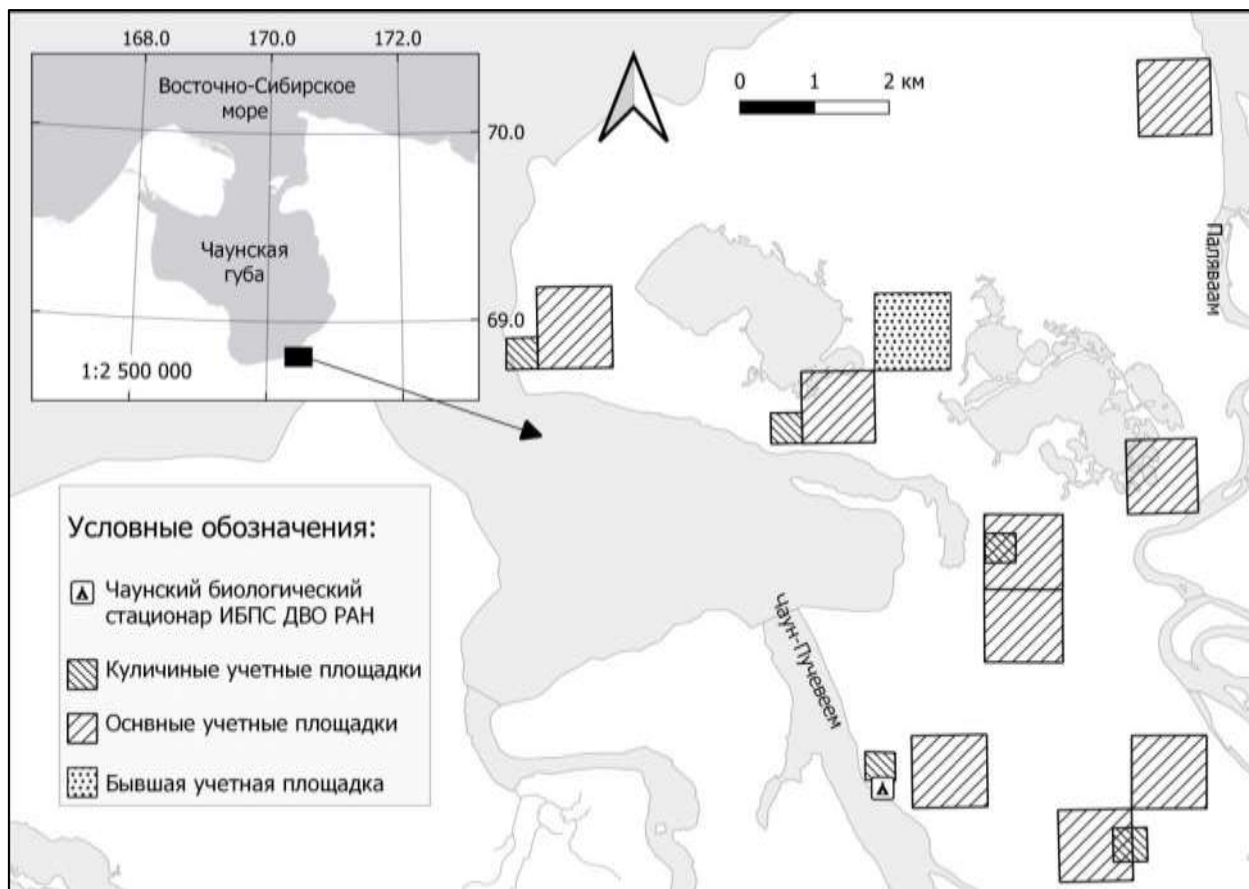 168.0 170.0 172.0
Восточно-Сибирское
море
70.0
Чаунская
губа
69.0
1:2 500 000
0 1 2 км
Паляваам
Чаун-Пучевеем
Условные обозначения:
Чаунский биологический
стационар ИБПС ДВО РАН
Куличиные учетные площадки
Оснвные учетные площадки
Бывшая учетная площадка